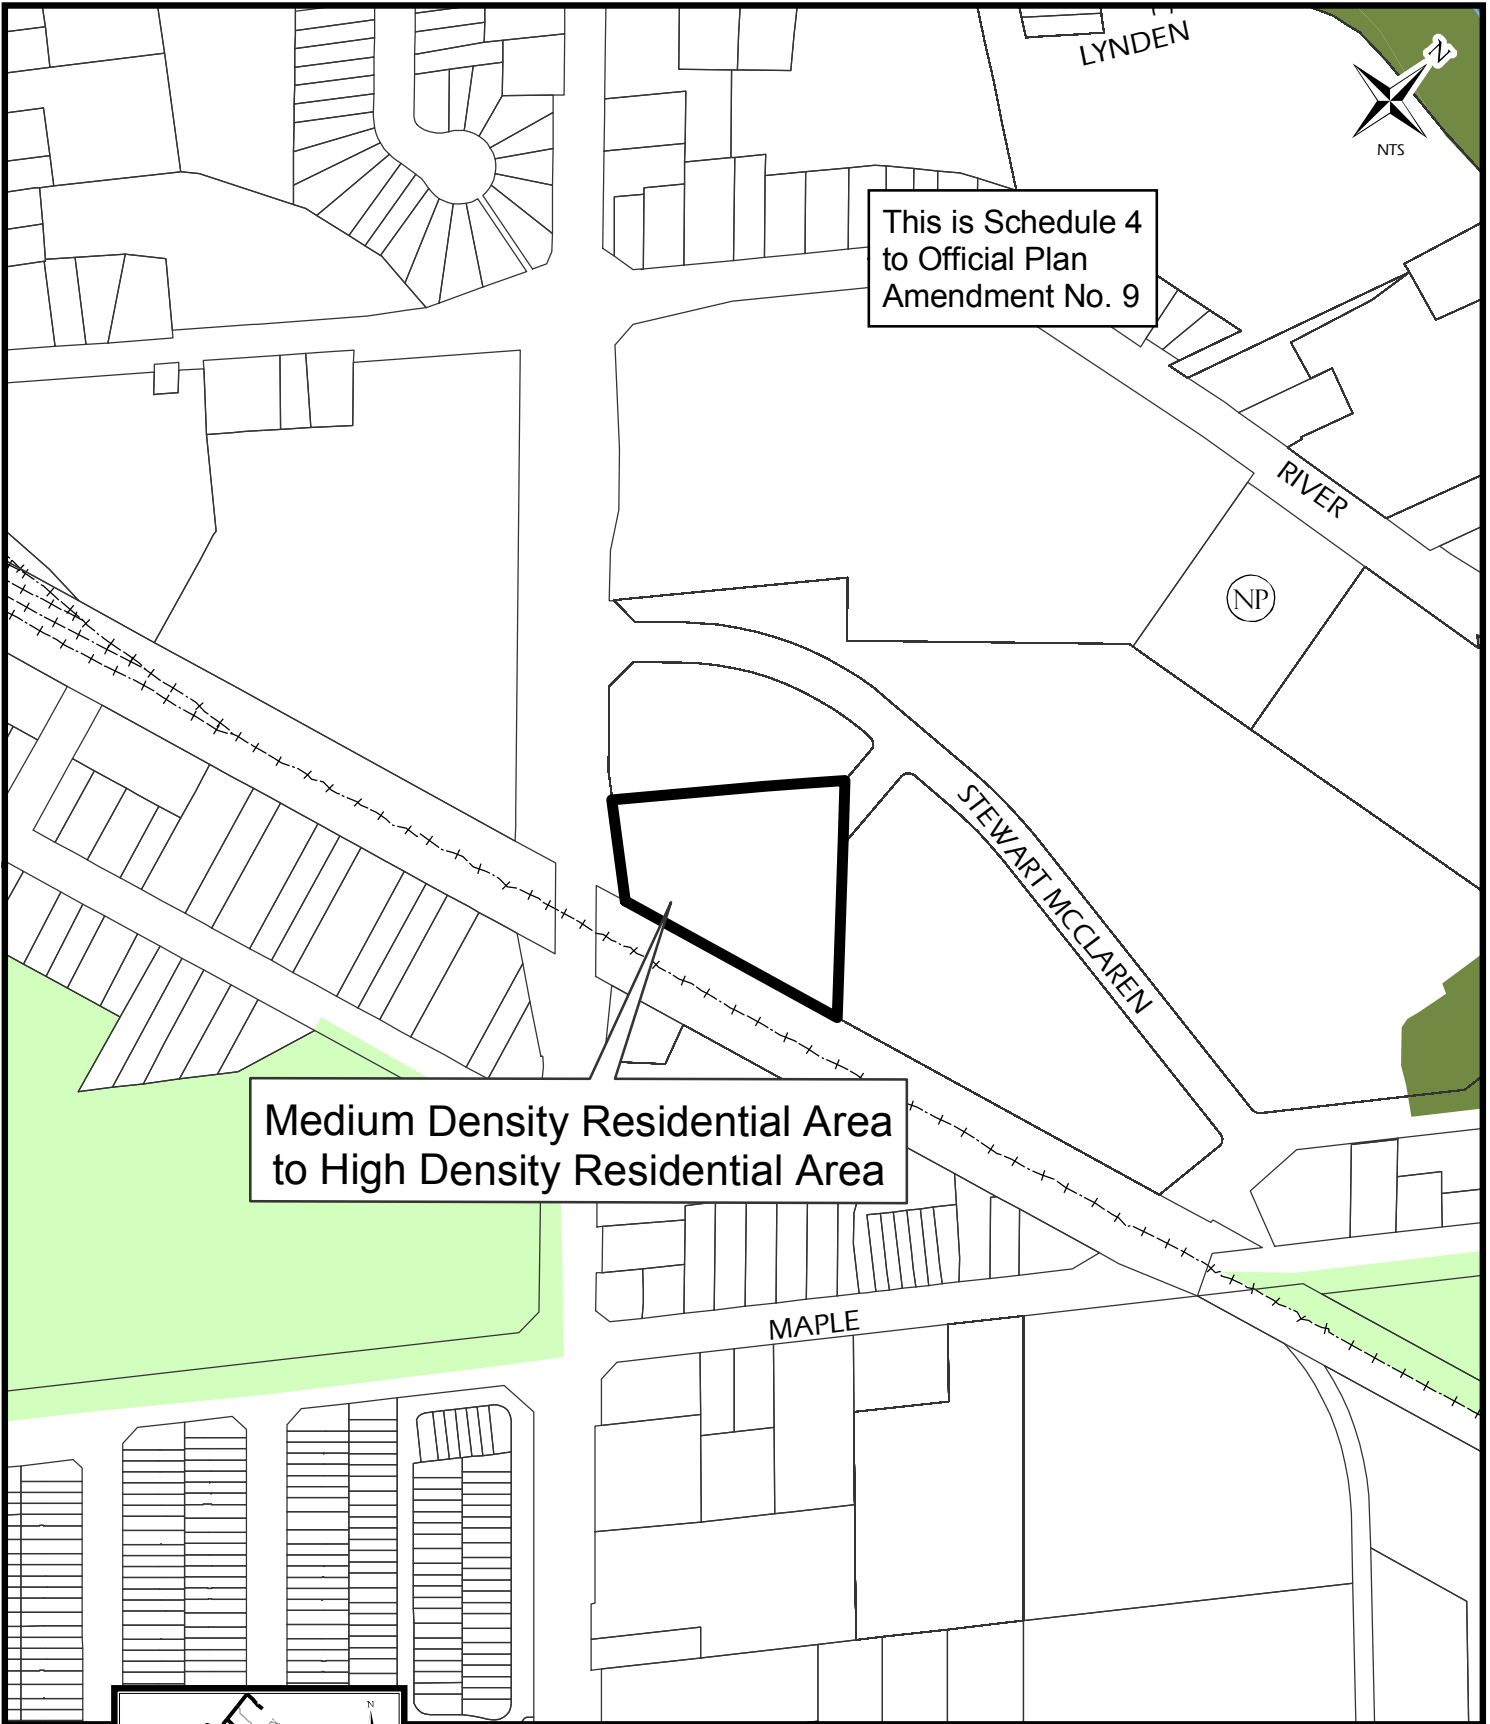 LYNDEN
N
NTS
This is Schedule 4
to Official Plan
Amendment No. 9
RIVER
NP
STEWART MCCLAREN
Medium Density Residential Area
to High Density Residential Area
MAPLE
N